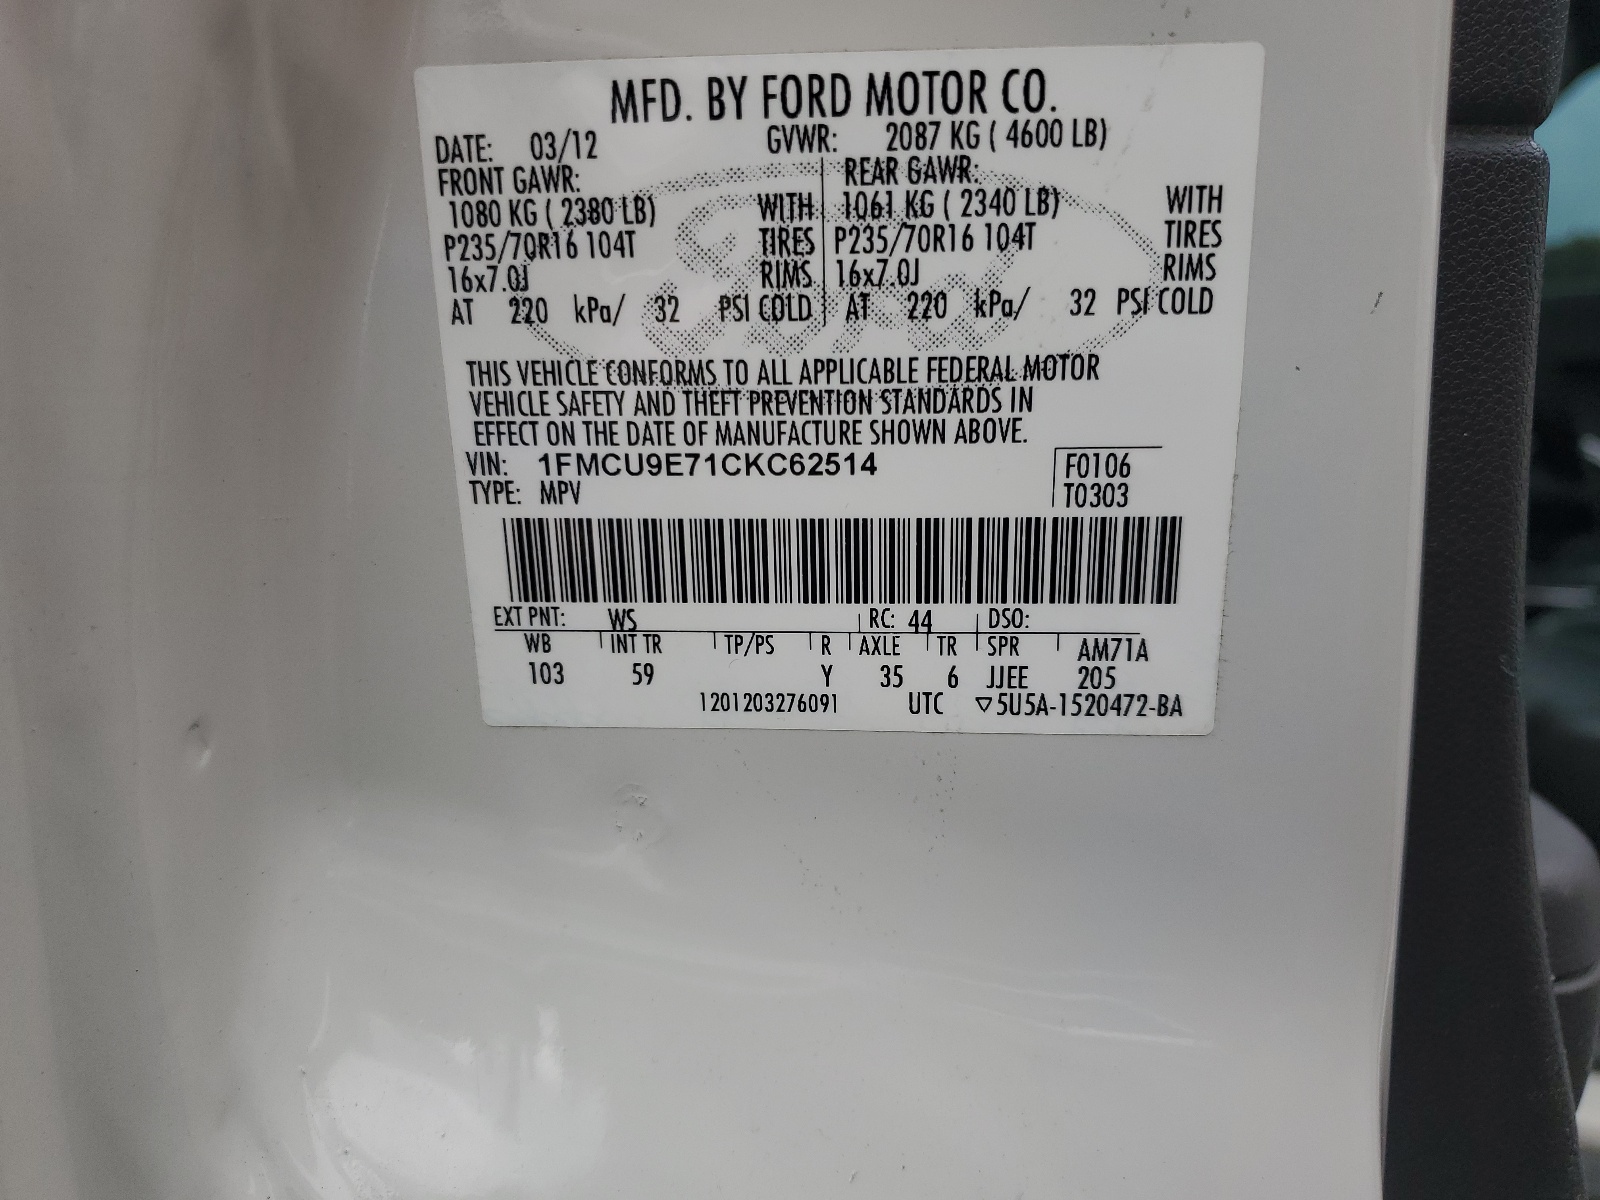 MFD. BY FORD MOTOR CO.
DATE: 03/12 GVWR: 2087 KG ( 4600 LB)
FRONT GAWR: REAR GAWR:
1080 KG ( 2380 LB) WITH 1061 KG ( 2340 LB) WITH
P235/70R16 104T TIRES P235/70R16 104T TIRES
16x7.0J RIMS 16x7.0J RIMS
AT 220 kPa/ 32 PSI COLD AT 220 kPa/ 32 PSI COLD
Ford
THIS VEHICLE CONFORMS TO ALL APPLICABLE FEDERAL MOTOR
VEHICLE SAFETY AND THEFT PREVENTION STANDARDS IN
EFFECT ON THE DATE OF MANUFACTURE SHOWN ABOVE.
VIN: 1FMCU9E71CKC62514 F0106
TYPE: MPV T0303
EXT PNT: WS RC: 44 DSO:
WB INT TR TP/PS R AXLE TR SPR AM71A
103 59 Y 35 6 JJEE 205
1201203276091 UTC ▽5U5A-1520472-BA